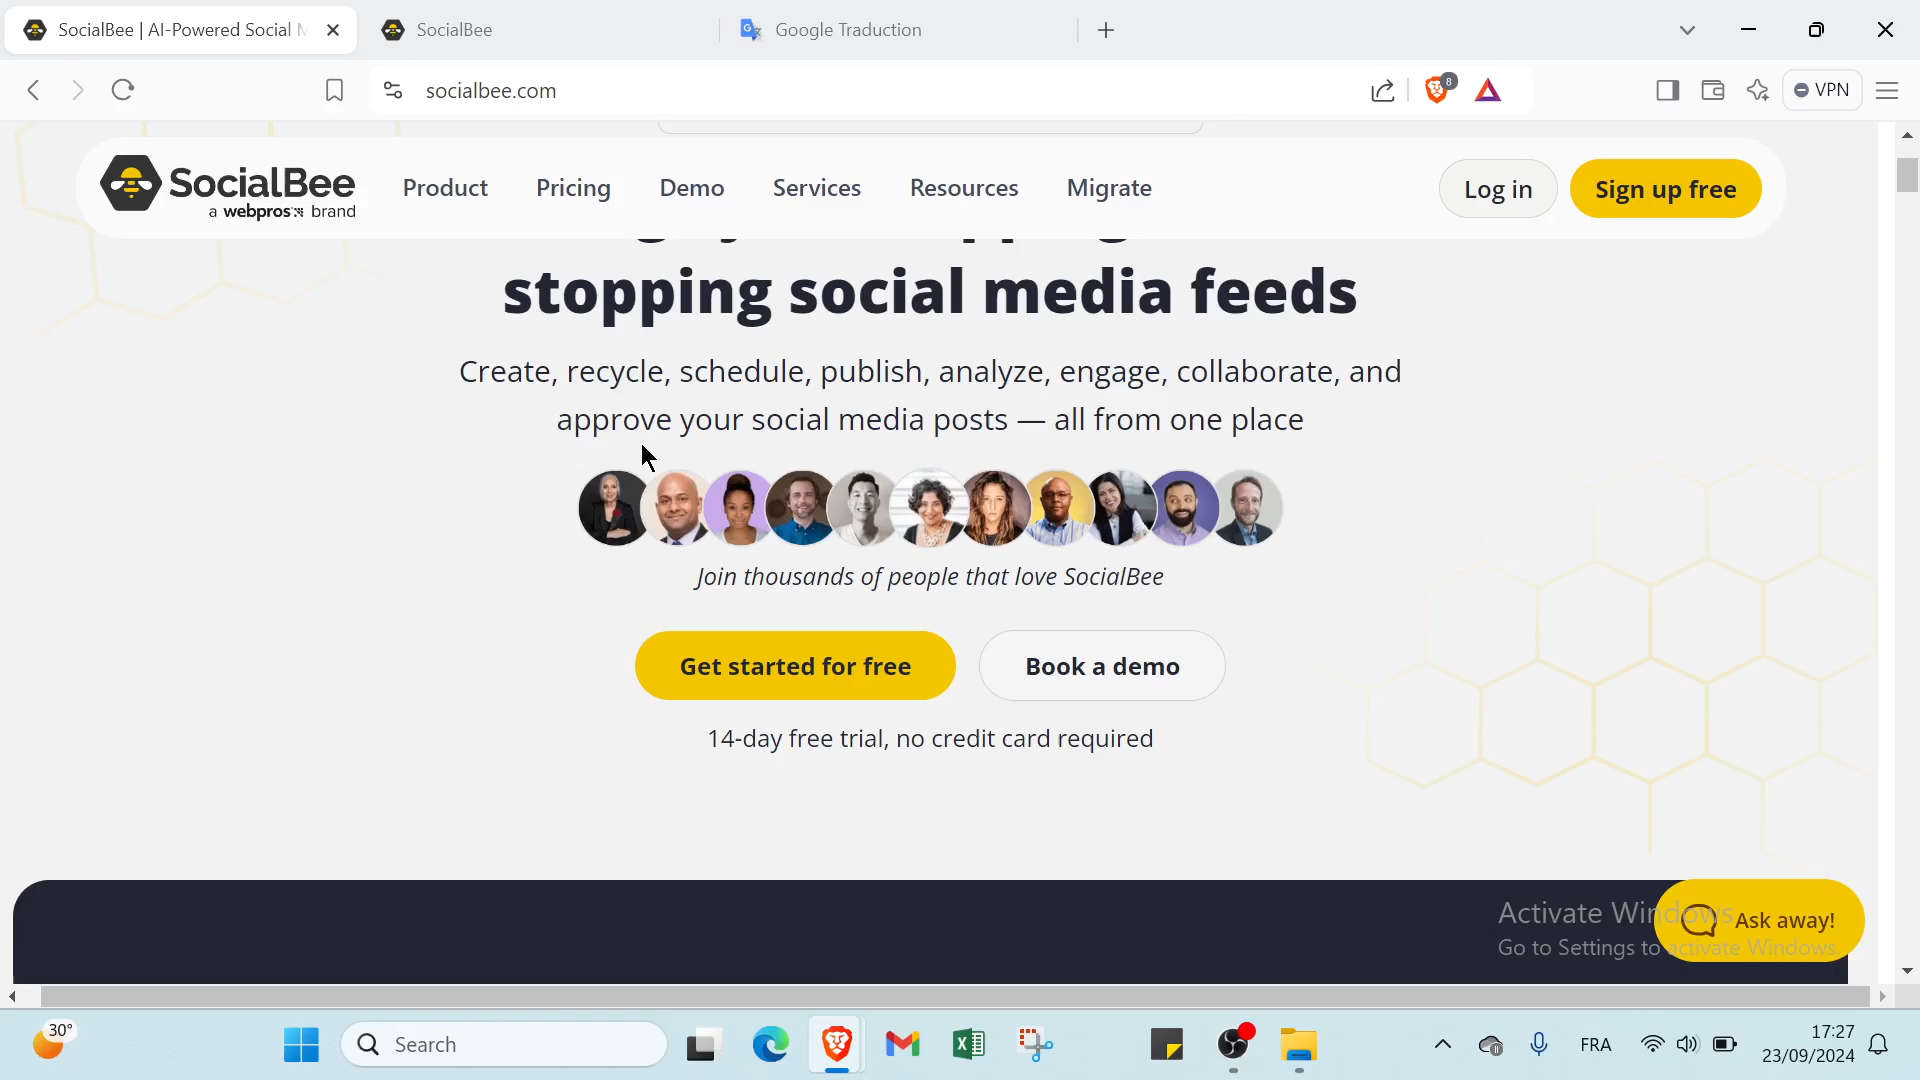 SocialBee | AI-Powered Social M
SocialBee
Google Traduction
socialbee.com
8
VPN
SocialBee
a webpros brand
Product
Pricing
Demo
Services
Resources
Migrate
Log in
Sign up free
stopping social media feeds
Create, recycle, schedule, publish, analyze, engage, collaborate, and
approve your social media posts — all from one place
Join thousands of people that love SocialBee
Get started for free
Book a demo
14-day free trial, no credit card required
Activate Windows
Go to Settings to activate Windows.
Ask away!
30°
Search
FRA
17:27
23/09/2024